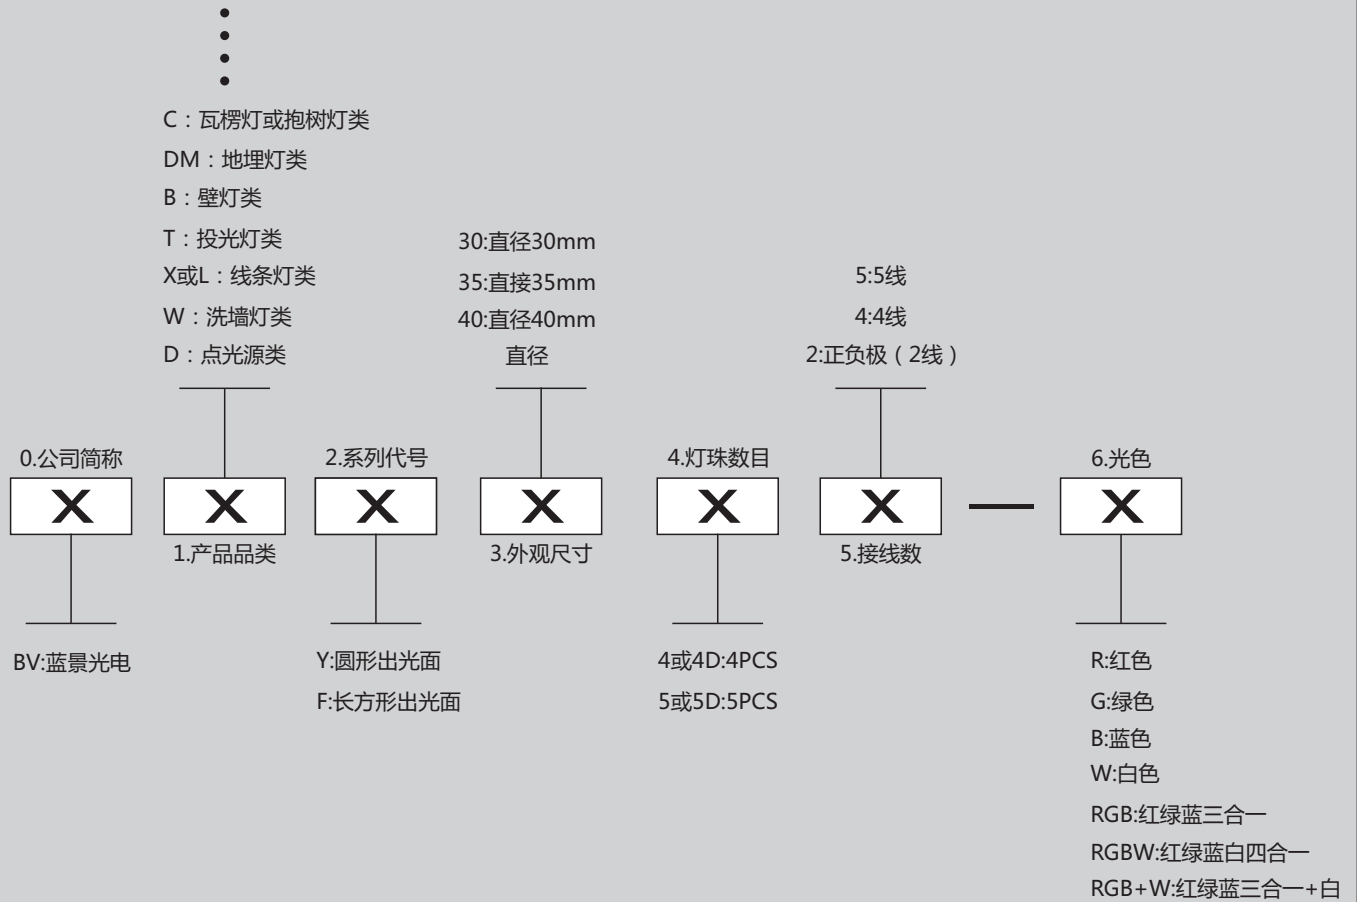 C：瓦楞灯或抱树灯类
DM：地埋灯类
B：壁灯类
T：投光灯类
X或L：线条灯类
W：洗墙灯类
D：点光源类
30:直径30mm
35:直接35mm
40:直径40mm
直径
5:5线
4:4线
2:正负极（2线）
0.公司简称
2.系列代号
4.灯珠数目
6.光色
X
X
X
X
X
X
X
1.产品品类
3.外观尺寸
5.接线数
BV:蓝景光电
Y:圆形出光面
F:长方形出光面
4或4D:4PCS
5或5D:5PCS
R:红色
G:绿色
B:蓝色
W:白色
RGB:红绿蓝三合一
RGBW:红绿蓝白四合一
RGB+W:红绿蓝三合一+白